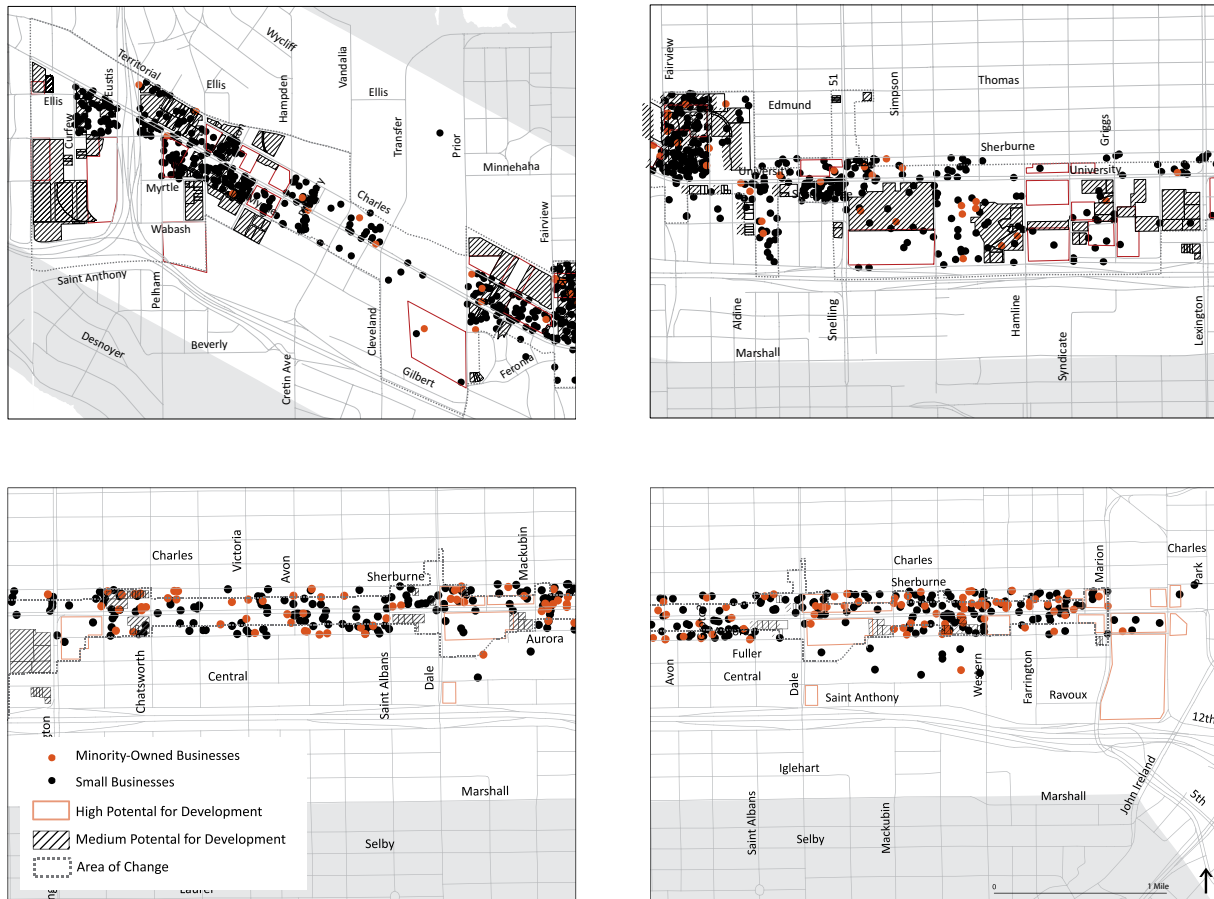 Wycliff
Territorial
Vandalia
Eustis
Ellis
Hampden
Ellis
Ellis
Curfew
Transfer
Prior
Minnehaha
Myrtle
Charles
Wabash
Fairview
Saint Anthony
Pelham
Desnoyer
Beverly
Cretin Ave
Cleveland
Gilbert
Feronia
Fairview
51
Simpson
Thomas
Edmund
Griggs
Sherburne
University
University
Aldine
Snelling
Hamline
Syndicate
Lexington
Marshall
Charles
Victoria
Avon
Sherburne
Mackubin
Aurora
Chatsworth
Central
Saint Albans
Dale
Marshall
Selby
Laurel
Minority-Owned Businesses
Small Businesses
High Potential for Development
Medium Potential for Development
Area of Change
Charles
Sherburne
Marion
Charles
Park
Avon
Fuller
Central
Dale
Western
Farrington
Saint Anthony
Ravoux
12th
Iglehart
John Ireland
Marshall
5th
Saint Albans
Selby
Mackubin
0
1 Mile